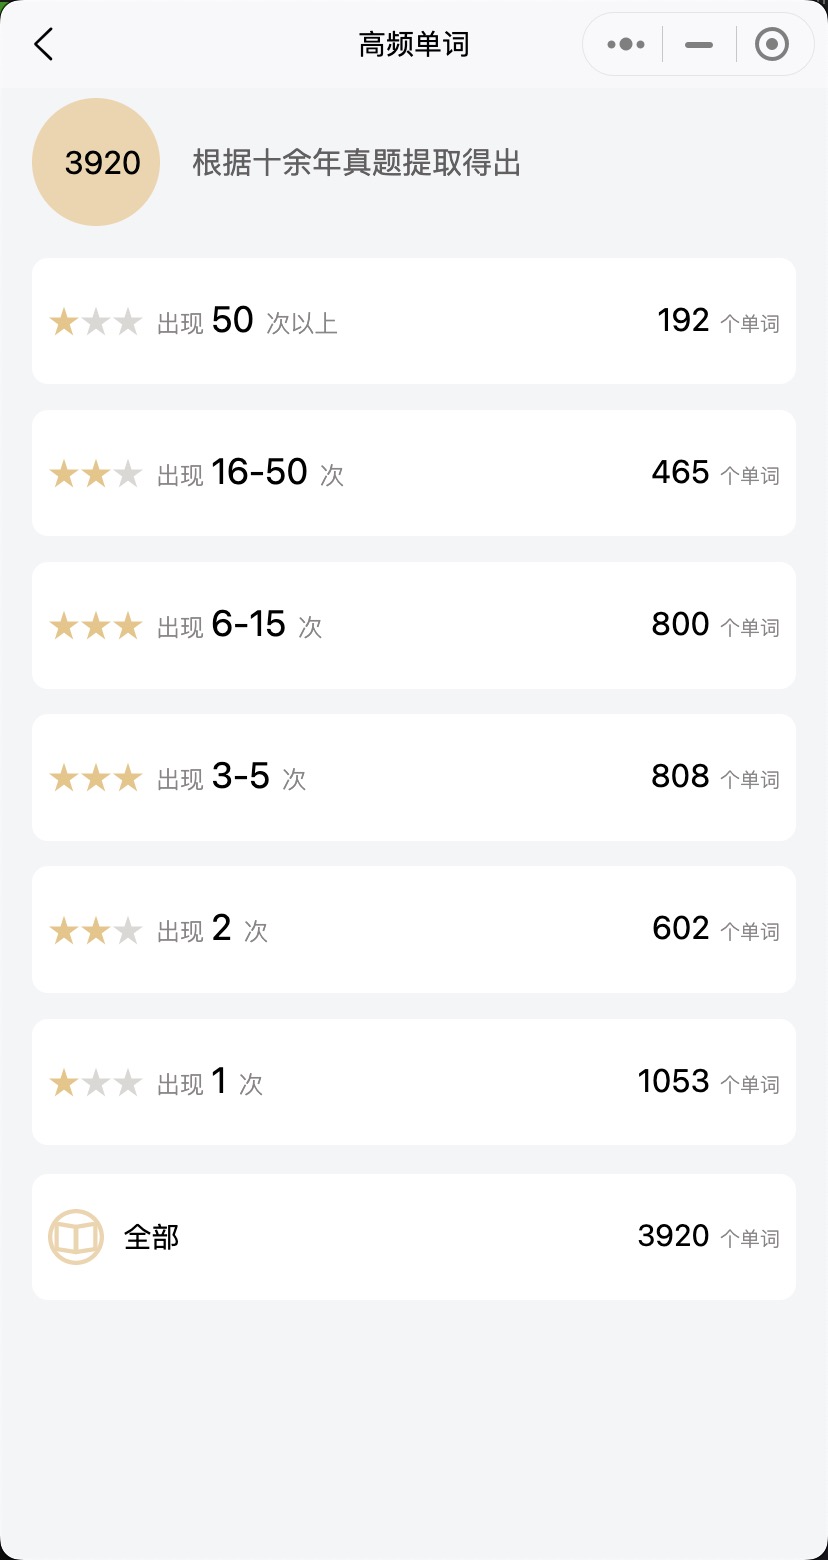 高频单词
3920 根据十余年真题提取得出
出现 50 次以上 192 个单词
出现 16-50 次 465 个单词
出现 6-15 次 800 个单词
出现 3-5 次 808 个单词
出现 2 次 602 个单词
出现 1 次 1053 个单词
全部 3920 个单词